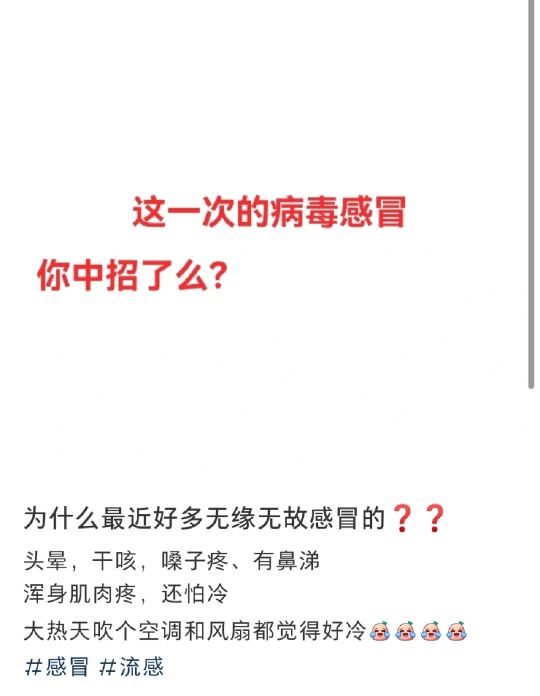 这一次的病毒感冒
你中招了么？
为什么最近好多无缘无故感冒的❓❓
头晕，干咳，嗓子疼、有鼻涕
浑身肌肉疼，还怕冷
大热天吹个空调和风扇都觉得好冷
#感冒 #流感